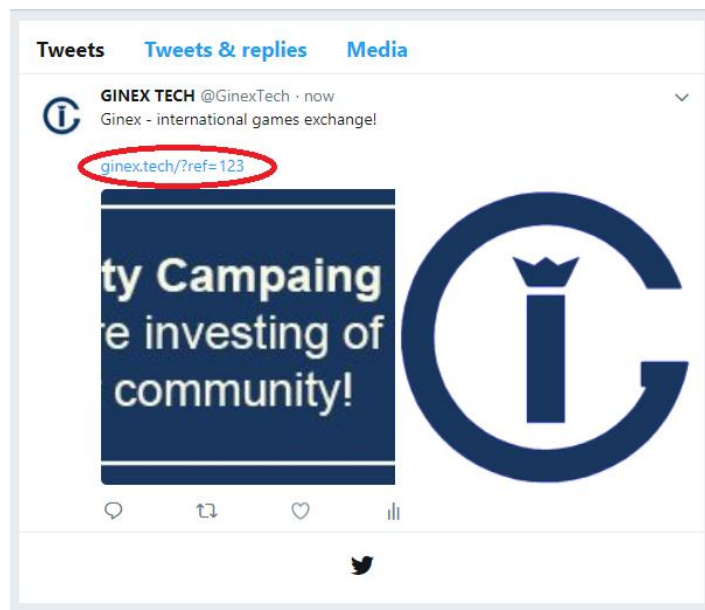 Tweets Tweets & replies Media
GINEX TECH @GinexTech · now
Ginex - international games exchange!
ginex.tech/?ref=123
ty Campaing
e investing of
community!